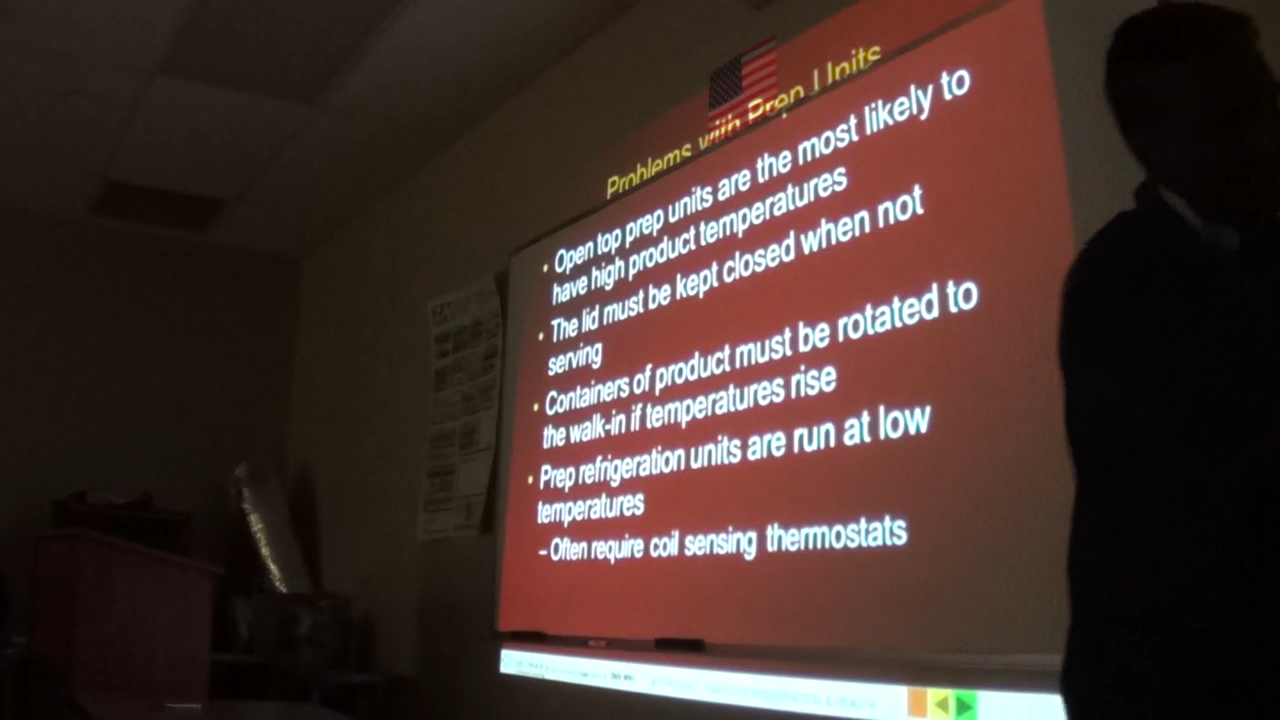 Problems with Prep Units
• Open top prep units are the most likely to
have high product temperatures
• The lid must be kept closed when not
serving
• Containers of product must be rotated to
the walk-in if temperatures rise
• Prep refrigeration units are run at low
temperatures
– Often require coil sensing thermostats